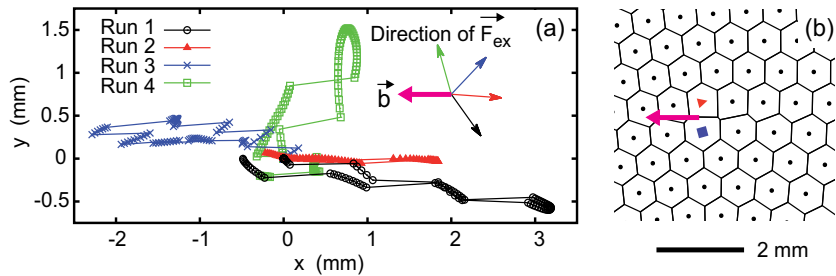 (a)
(b)
Run 1
Run 2
Run 3
Run 4
Direction of F⃗ex
b⃗
y (mm)
1.5
1
0.5
0
-0.5
-2
-1
0
1
2
3
x (mm)
2 mm